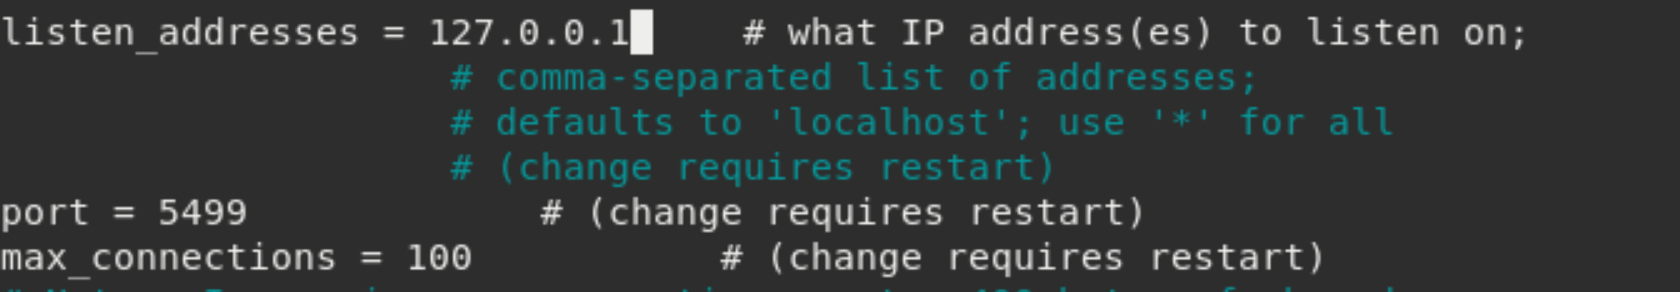 listen_addresses = 127.0.0.1    # what IP address(es) to listen on;
# comma-separated list of addresses;
# defaults to 'localhost'; use '*' for all
# (change requires restart)
port = 5499             # (change requires restart)
max_connections = 100           # (change requires restart)